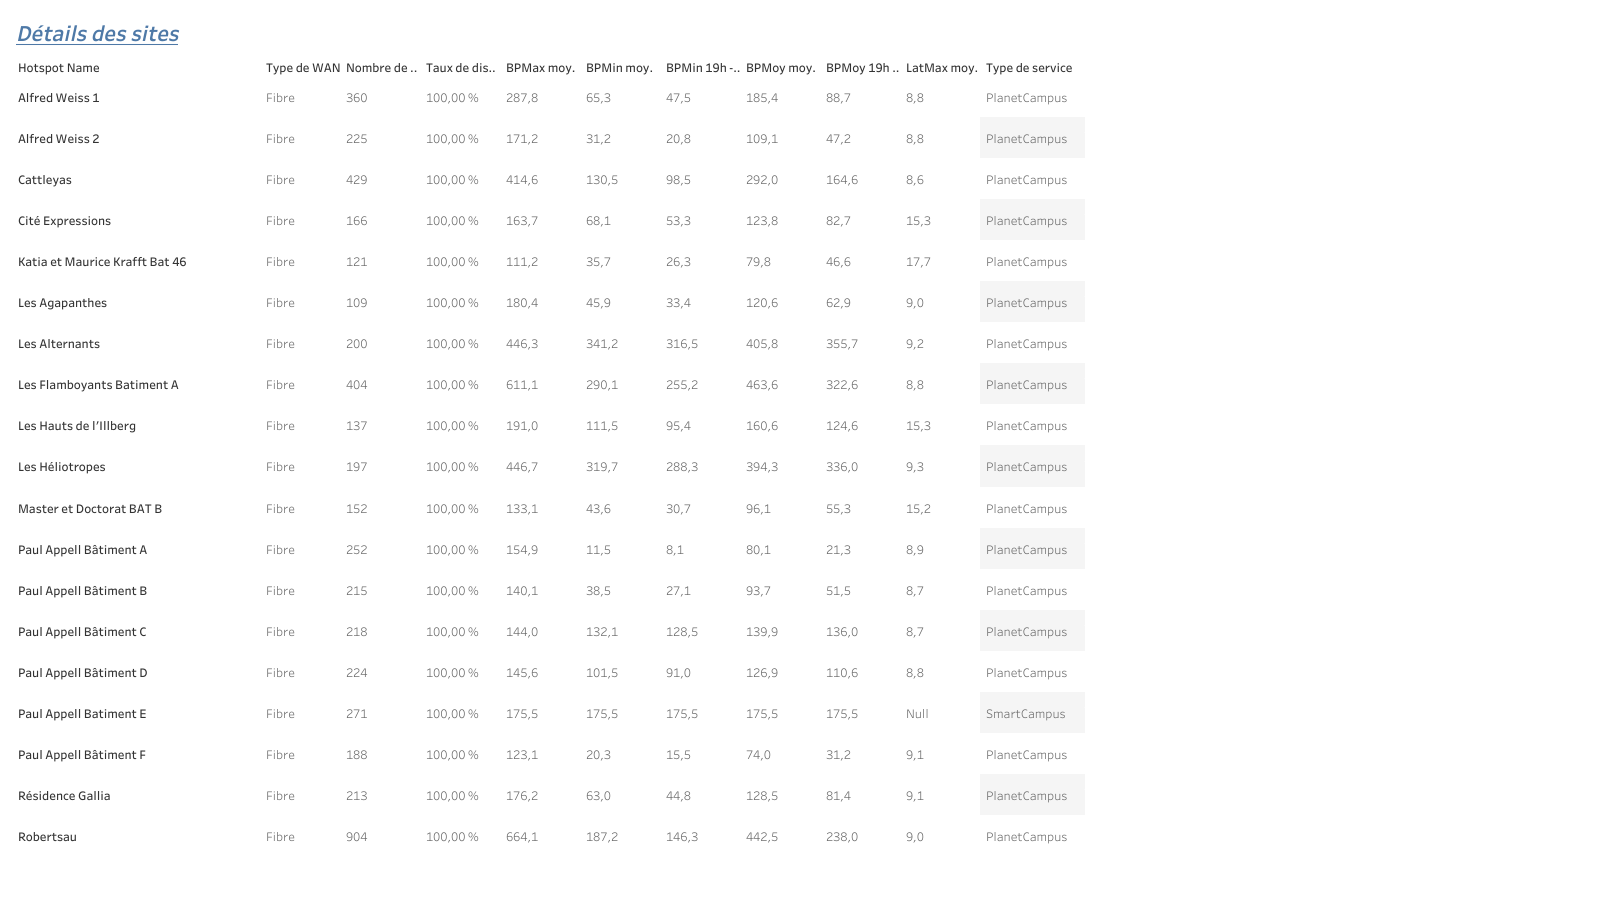 Détails des sites
Hotspot Name Type de WAN Nombre de .. Taux de dis.. BPMax moy. BPMin moy. BPMin 19h -.. BPMoy moy. BPMoy 19h .. LatMax moy. Type de service
Alfred Weiss 1 Fibre 360 100,00 % 287,8 65,3 47,5 185,4 88,7 8,8 PlanetCampus
Alfred Weiss 2 Fibre 225 100,00 % 171,2 31,2 20,8 109,1 47,2 8,8 PlanetCampus
Cattleyas Fibre 429 100,00 % 414,6 130,5 98,5 292,0 164,6 8,6 PlanetCampus
Cité Expressions Fibre 166 100,00 % 163,7 68,1 53,3 123,8 82,7 15,3 PlanetCampus
Katia et Maurice Krafft Bat 46 Fibre 121 100,00 % 111,2 35,7 26,3 79,8 46,6 17,7 PlanetCampus
Les Agapanthes Fibre 109 100,00 % 180,4 45,9 33,4 120,6 62,9 9,0 PlanetCampus
Les Alternants Fibre 200 100,00 % 446,3 341,2 316,5 405,8 355,7 9,2 PlanetCampus
Les Flamboyants Batiment A Fibre 404 100,00 % 611,1 290,1 255,2 463,6 322,6 8,8 PlanetCampus
Les Hauts de l'Illberg Fibre 137 100,00 % 191,0 111,5 95,4 160,6 124,6 15,3 PlanetCampus
Les Héliotropes Fibre 197 100,00 % 446,7 319,7 288,3 394,3 336,0 9,3 PlanetCampus
Master et Doctorat BAT B Fibre 152 100,00 % 133,1 43,6 30,7 96,1 55,3 15,2 PlanetCampus
Paul Appell Bâtiment A Fibre 252 100,00 % 154,9 11,5 8,1 80,1 21,3 8,9 PlanetCampus
Paul Appell Bâtiment B Fibre 215 100,00 % 140,1 38,5 27,1 93,7 51,5 8,7 PlanetCampus
Paul Appell Bâtiment C Fibre 218 100,00 % 144,0 132,1 128,5 139,9 136,0 8,7 PlanetCampus
Paul Appell Bâtiment D Fibre 224 100,00 % 145,6 101,5 91,0 126,9 110,6 8,8 PlanetCampus
Paul Appell Batiment E Fibre 271 100,00 % 175,5 175,5 175,5 175,5 175,5 Null SmartCampus
Paul Appell Bâtiment F Fibre 188 100,00 % 123,1 20,3 15,5 74,0 31,2 9,1 PlanetCampus
Résidence Gallia Fibre 213 100,00 % 176,2 63,0 44,8 128,5 81,4 9,1 PlanetCampus
Robertsau Fibre 904 100,00 % 664,1 187,2 146,3 442,5 238,0 9,0 PlanetCampus